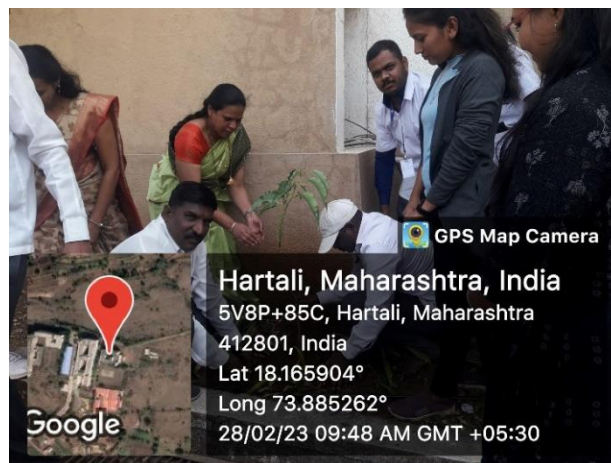 GPS Map Camera
Hartali, Maharashtra, India
5V8P+85C, Hartali, Maharashtra
412801, India
Lat 18.165904°
Long 73.885262°
28/02/23 09:48 AM GMT +05:30
Google